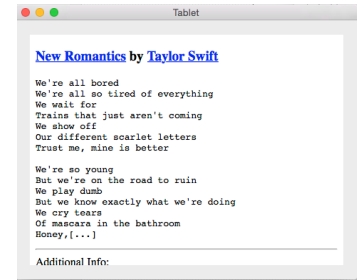 Tablet
New Romantics by Taylor Swift
We're all bored
We're all so tired of everything
We wait for
Trains that just aren't coming
We show off
Our different scarlet letters
Trust me, mine is better
We're so young
But we're on the road to ruin
We play dumb
But we know exactly what we're doing
We cry tears
Of mascara in the bathroom
Honey,[...]
Additional Info: